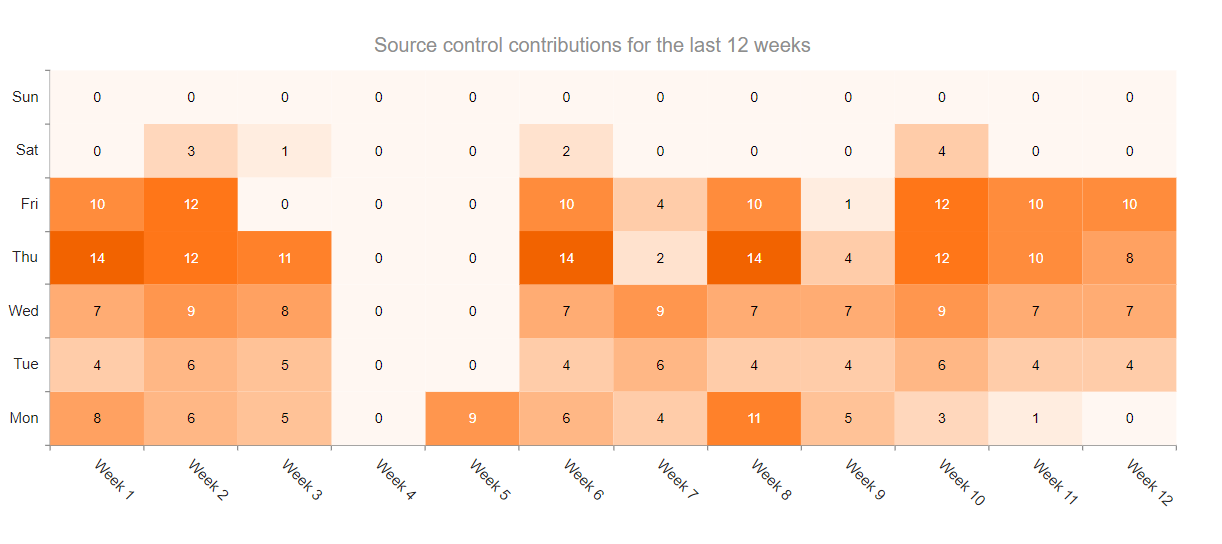 Source control contributions for the last 12 weeks
Sun 0 0 0 0 0 0 0 0 0 0 0 0
Sat 0 3 1 0 0 2 0 0 0 4 0 0
Fri 10 12 0 0 0 10 4 10 1 12 10 10
Thu 14 12 11 0 0 14 2 14 4 12 10 8
Wed 7 9 8 0 0 7 9 7 7 9 7 7
Tue 4 6 5 0 0 4 6 4 4 6 4 4
Mon 8 6 5 0 9 6 4 11 5 3 1 0
Week 1 Week 2 Week 3 Week 4 Week 5 Week 6 Week 7 Week 8 Week 9 Week 10 Week 11 Week 12